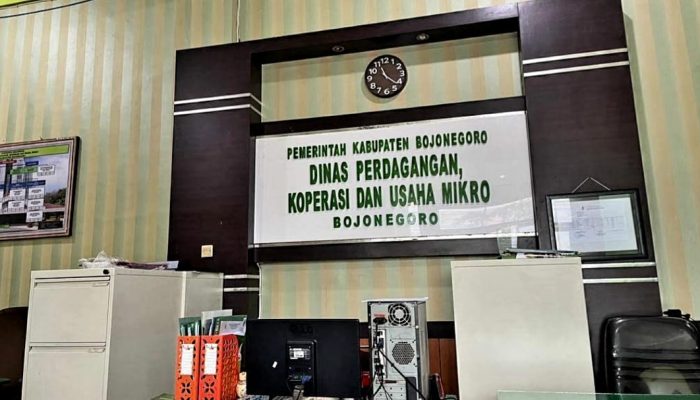 PEMERINTAH KABUPATEN BOJONEGORO
DINAS PERDAGANGAN,
KOPERASI DAN USAHA MIKRO
BOJONEGORO